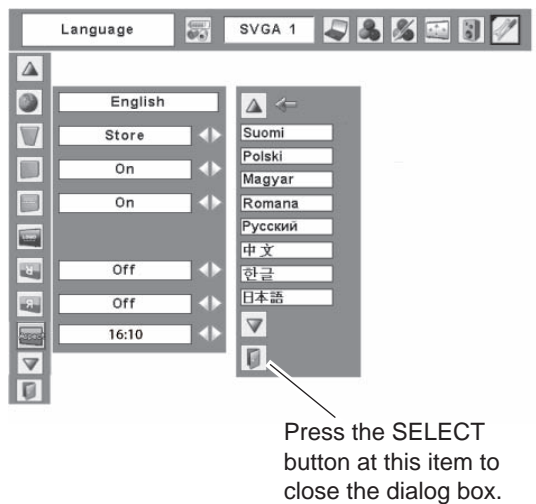 Language
SVGA 1
English
Store
On
On
Off
Off
16:10
Suomi
Polski
Magyar
Romana
Русский
中文
한글
日本語
Press the SELECT
button at this item to
close the dialog box.